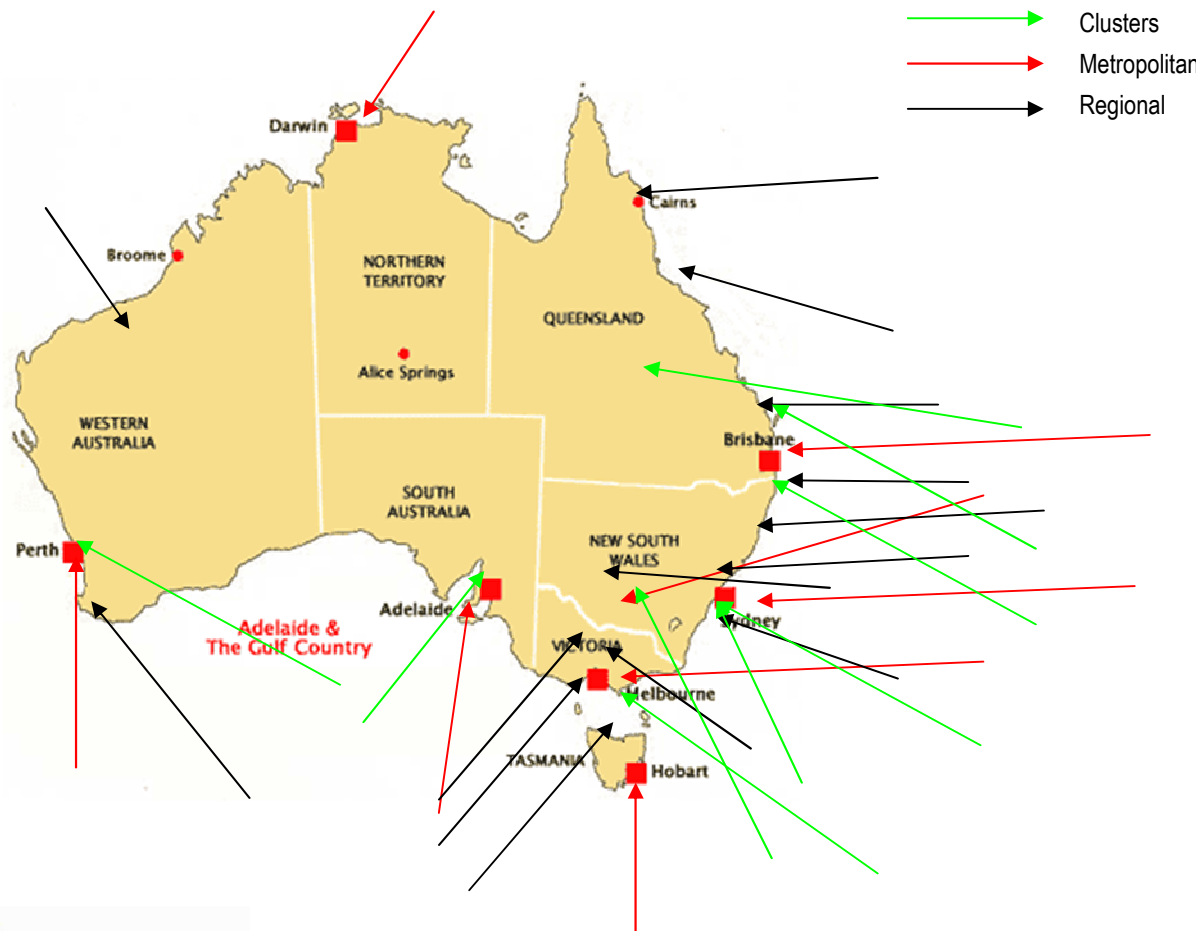 Clusters
Metropolitan
Regional
Darwin
Cairns
Broome
NORTHERN
TERRITORY
QUEENSLAND
Alice Springs
WESTERN
AUSTRALIA
Brisbane
SOUTH
AUSTRALIA
NEW SOUTH
WALES
Perth
Adelaide
Sydney
Adelaide &
The Gulf Country
VICTORIA
Melbourne
TASMANIA
Hobart